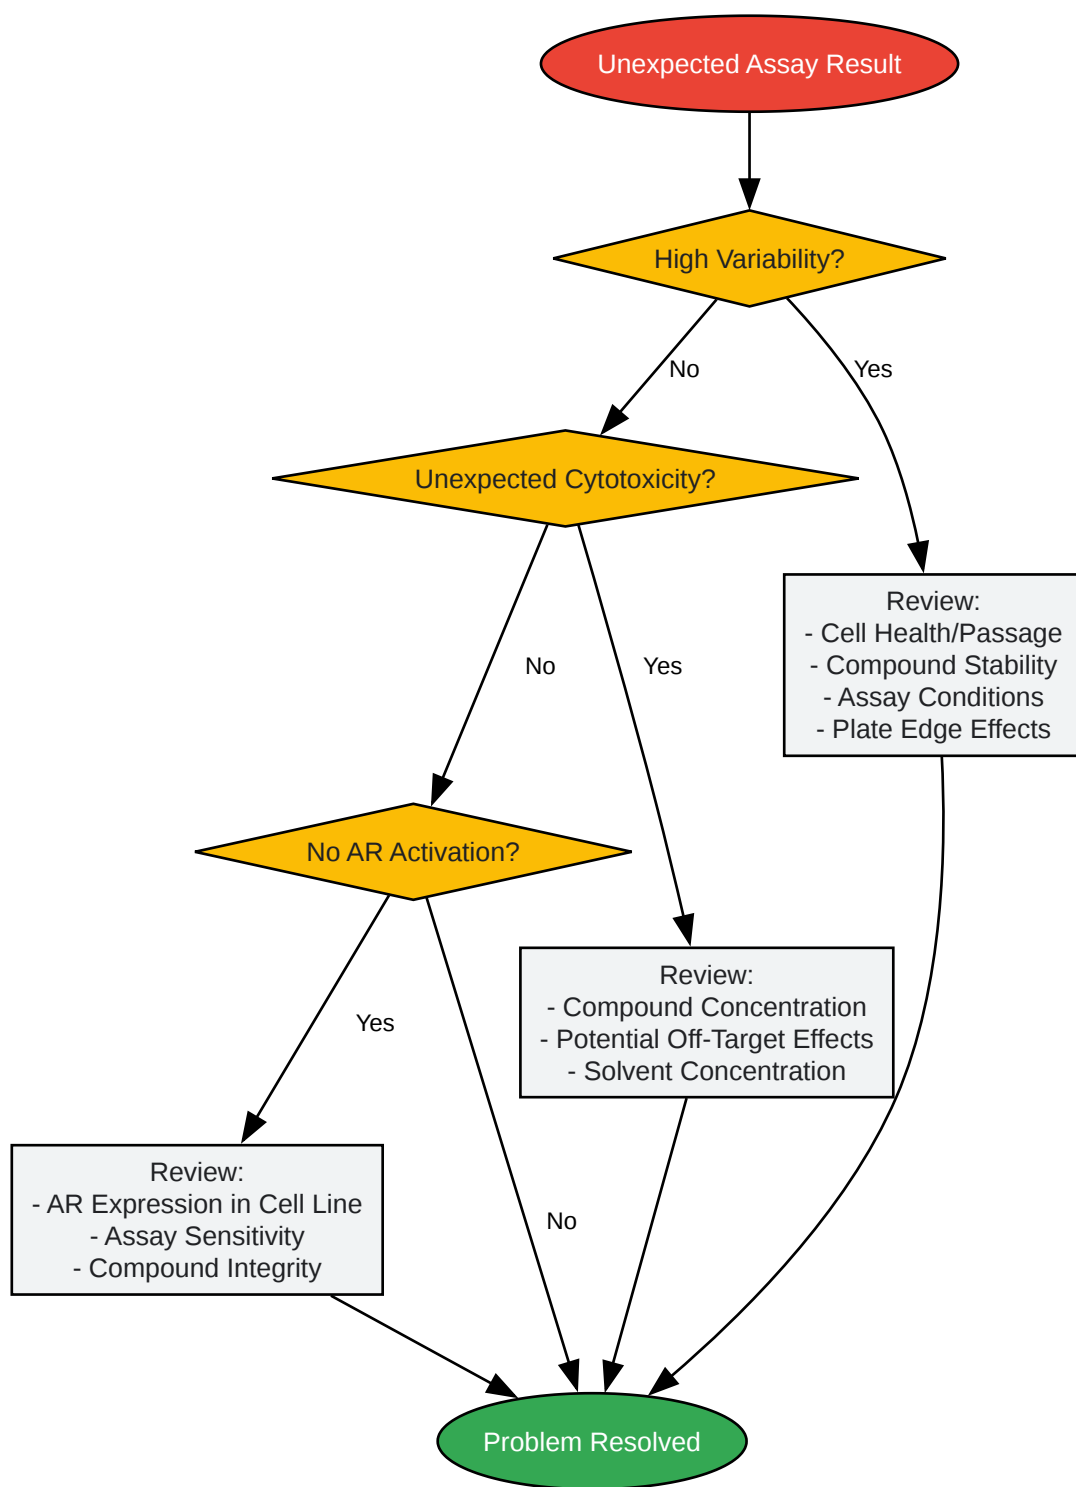 Unexpected Assay Result
High Variability?
No
Yes
Unexpected Cytotoxicity?
Review:
- Cell Health/Passage
- Compound Stability
- Assay Conditions
- Plate Edge Effects
No
Yes
No AR Activation?
Review:
- Compound Concentration
- Potential Off-Target Effects
- Solvent Concentration
Yes
Review:
- AR Expression in Cell Line
- Assay Sensitivity
- Compound Integrity
No
Problem Resolved